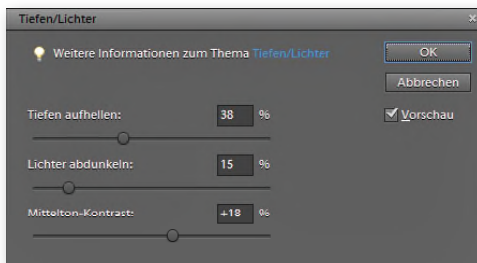 Tiefen/Lichter x
Weitere Informationen zum Thema Tiefen/Lichter
OK
Abbrechen
Tiefen aufhellen: 38 %
Vorschau
Lichter abdunkeln: 15 %
Mittelton-Kontrast: +18 %